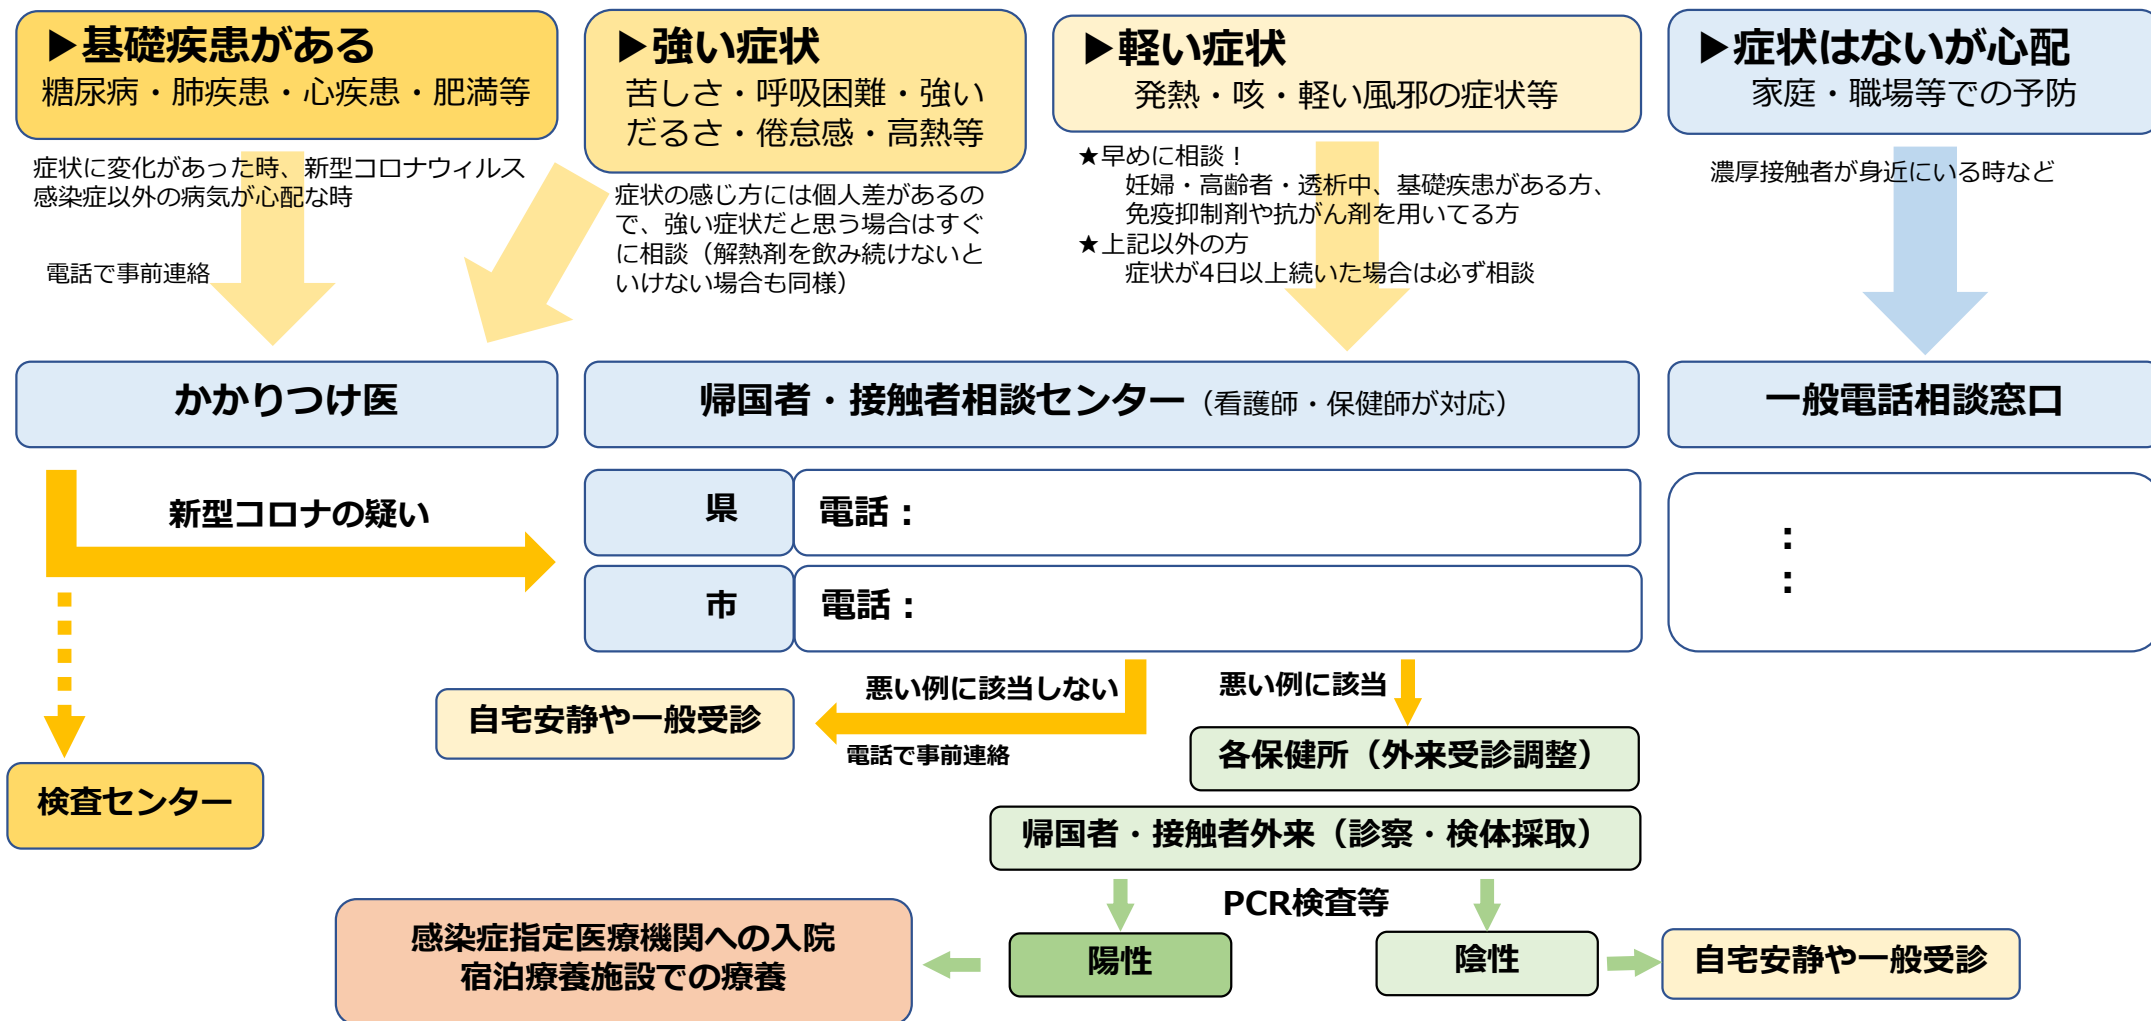 ▶基礎疾患がある
糖尿病・肺疾患・心疾患・肥満等
▶強い症状
苦しさ・呼吸困難・強い
だるさ・倦怠感・高熱等
▶軽い症状
発熱・咳・軽い風邪の症状等
▶症状はないが心配
家庭・職場等での予防
症状に変化があった時、新型コロナウィルス
感染症以外の病気が心配な時
電話で事前連絡
症状の感じ方には個人差があるの
で、強い症状だと思う場合はすぐ
に相談（解熱剤を飲み続けないと
いけない場合も同様）
★早めに相談！
妊婦・高齢者・透析中、基礎疾患がある方、
免疫抑制剤や抗がん剤を用いてる方
★上記以外の方
症状が4日以上続いた場合は必ず相談
濃厚接触者が身近にいる時など
かかりつけ医
帰国者・接触者相談センター（看護師・保健師が対応）
一般電話相談窓口
新型コロナの疑い
県
電話：
市
電話：
：
：
悪い例に該当しない
悪い例に該当
自宅安静や一般受診
電話で事前連絡
各保健所（外来受診調整）
検査センター
帰国者・接触者外来（診察・検体採取）
PCR検査等
感染症指定医療機関への入院
宿泊療養施設での療養
陽性
陰性
自宅安静や一般受診